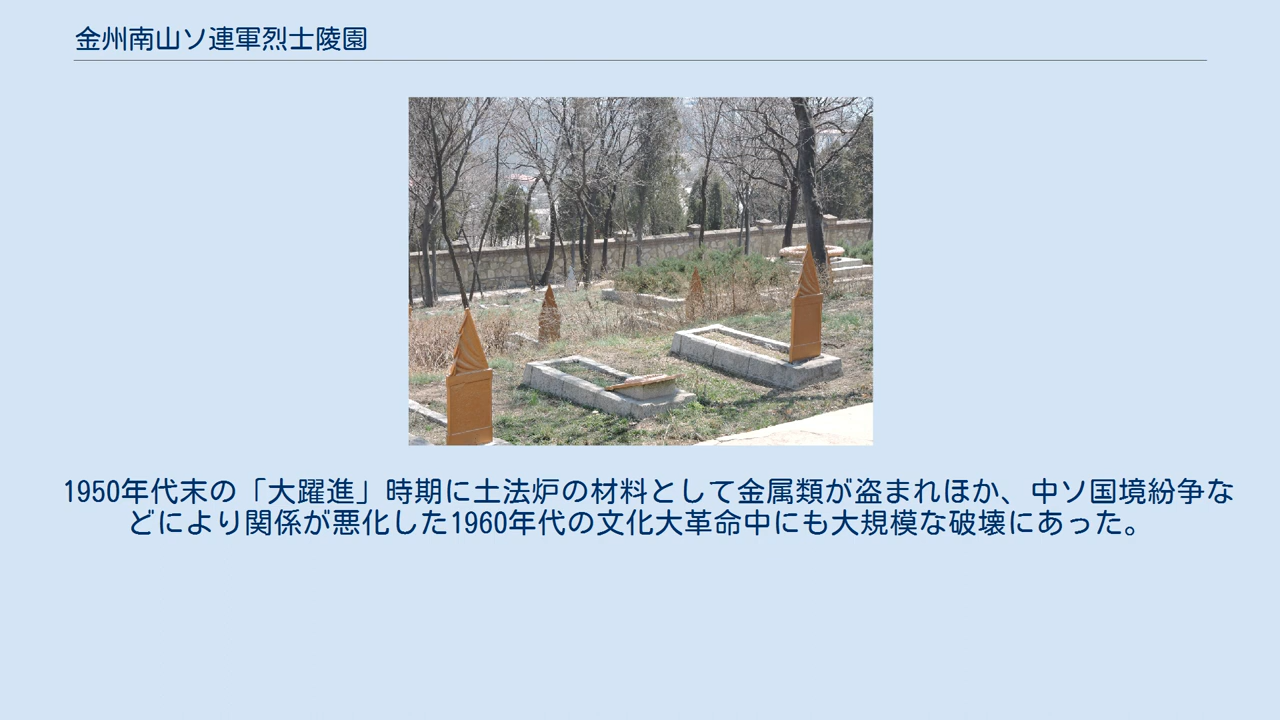 金州南山ソ連軍烈士陵園
1950年代末の「大躍進」時期に土法炉の材料として金属類が盗まれほか、中ソ国境紛争な
どにより関係が悪化した1960年代の文化大革命中にも大規模な破壊にあった。